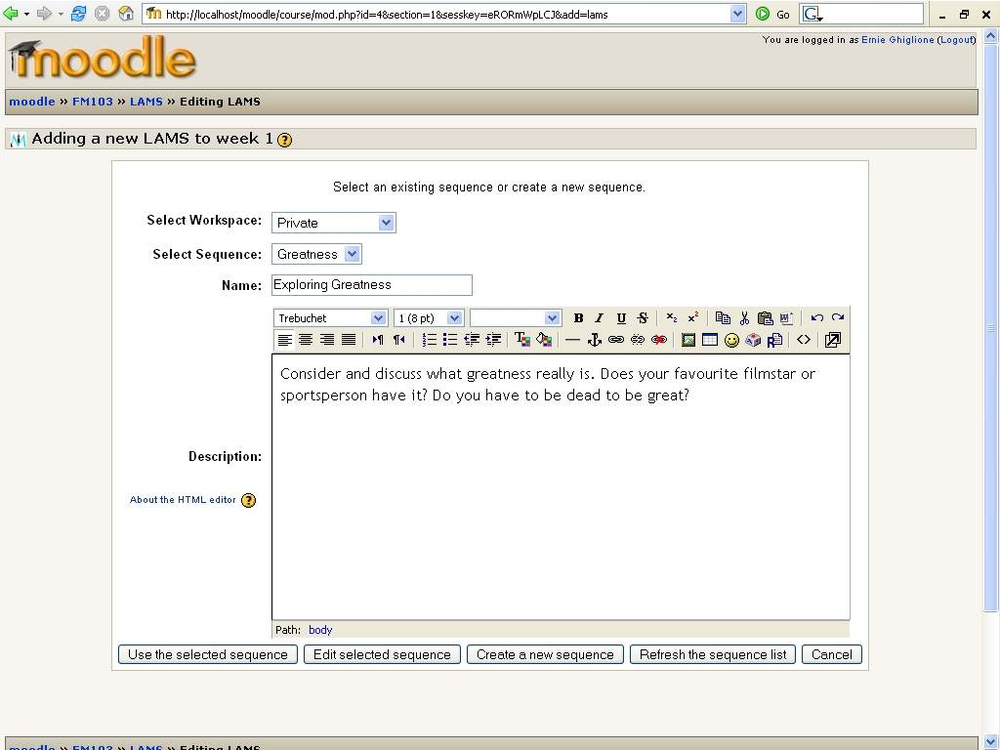 http://localhost/moodle/course/mod.php?id=4&section=1&sesskey=eRORmWpLCJ&add=lams
Go
G
You are logged in as Ernie Ghiglione (Logout)
moodle
moodle » FM103 » LAMS » Editing LAMS
Adding a new LAMS to week 1 ?
Select an existing sequence or create a new sequence.
Select Workspace: Private
Select Sequence: Greatness
Name: Exploring Greatness
Trebuchet 1 (8 pt) B I U S x₂ x²
T W <>
Consider and discuss what greatness really is. Does your favourite filmstar or
sportsperson have it? Do you have to be dead to be great?
Description:
About the HTML editor ?
Path: body
Use the selected sequence Edit selected sequence Create a new sequence Refresh the sequence list Cancel
moodle » FM103 » LAMS » Editing LAMS